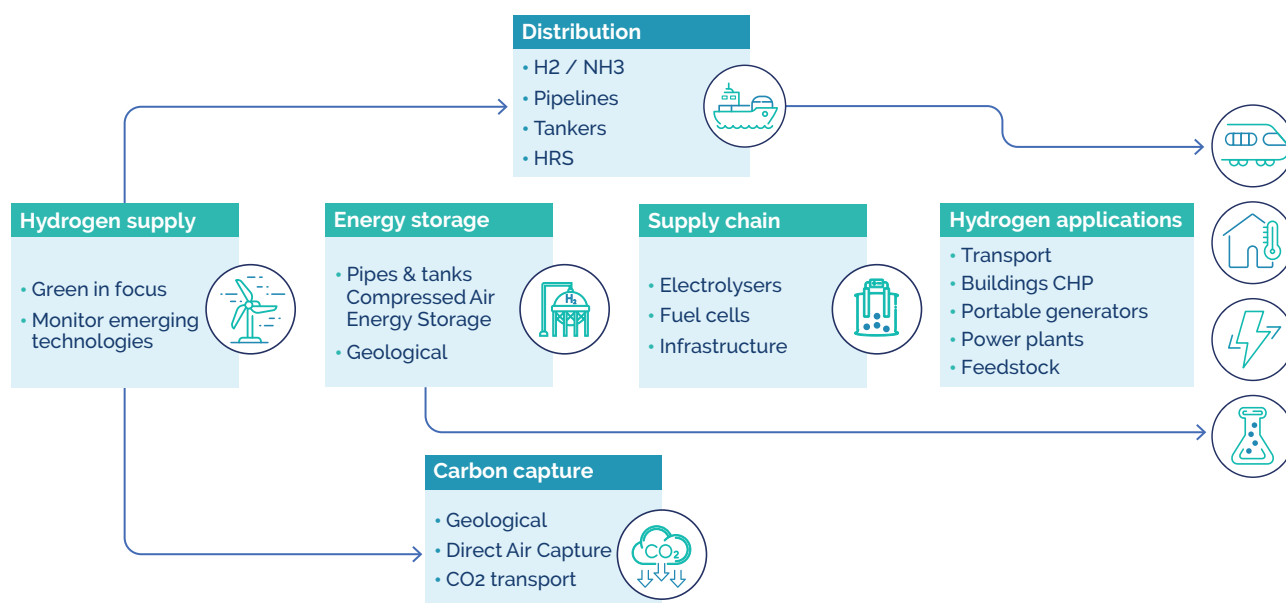 Distribution
• H2 / NH3
• Pipelines
• Tankers
• HRS
Hydrogen supply
• Green in focus
• Monitor emerging
technologies
Energy storage
• Pipes & tanks
Compressed Air
Energy Storage
• Geological
H₂
Supply chain
• Electrolysers
• Fuel cells
• Infrastructure
Hydrogen applications
• Transport
• Buildings CHP
• Portable generators
• Power plants
• Feedstock
Carbon capture
• Geological
• Direct Air Capture
• CO2 transport
CO₂